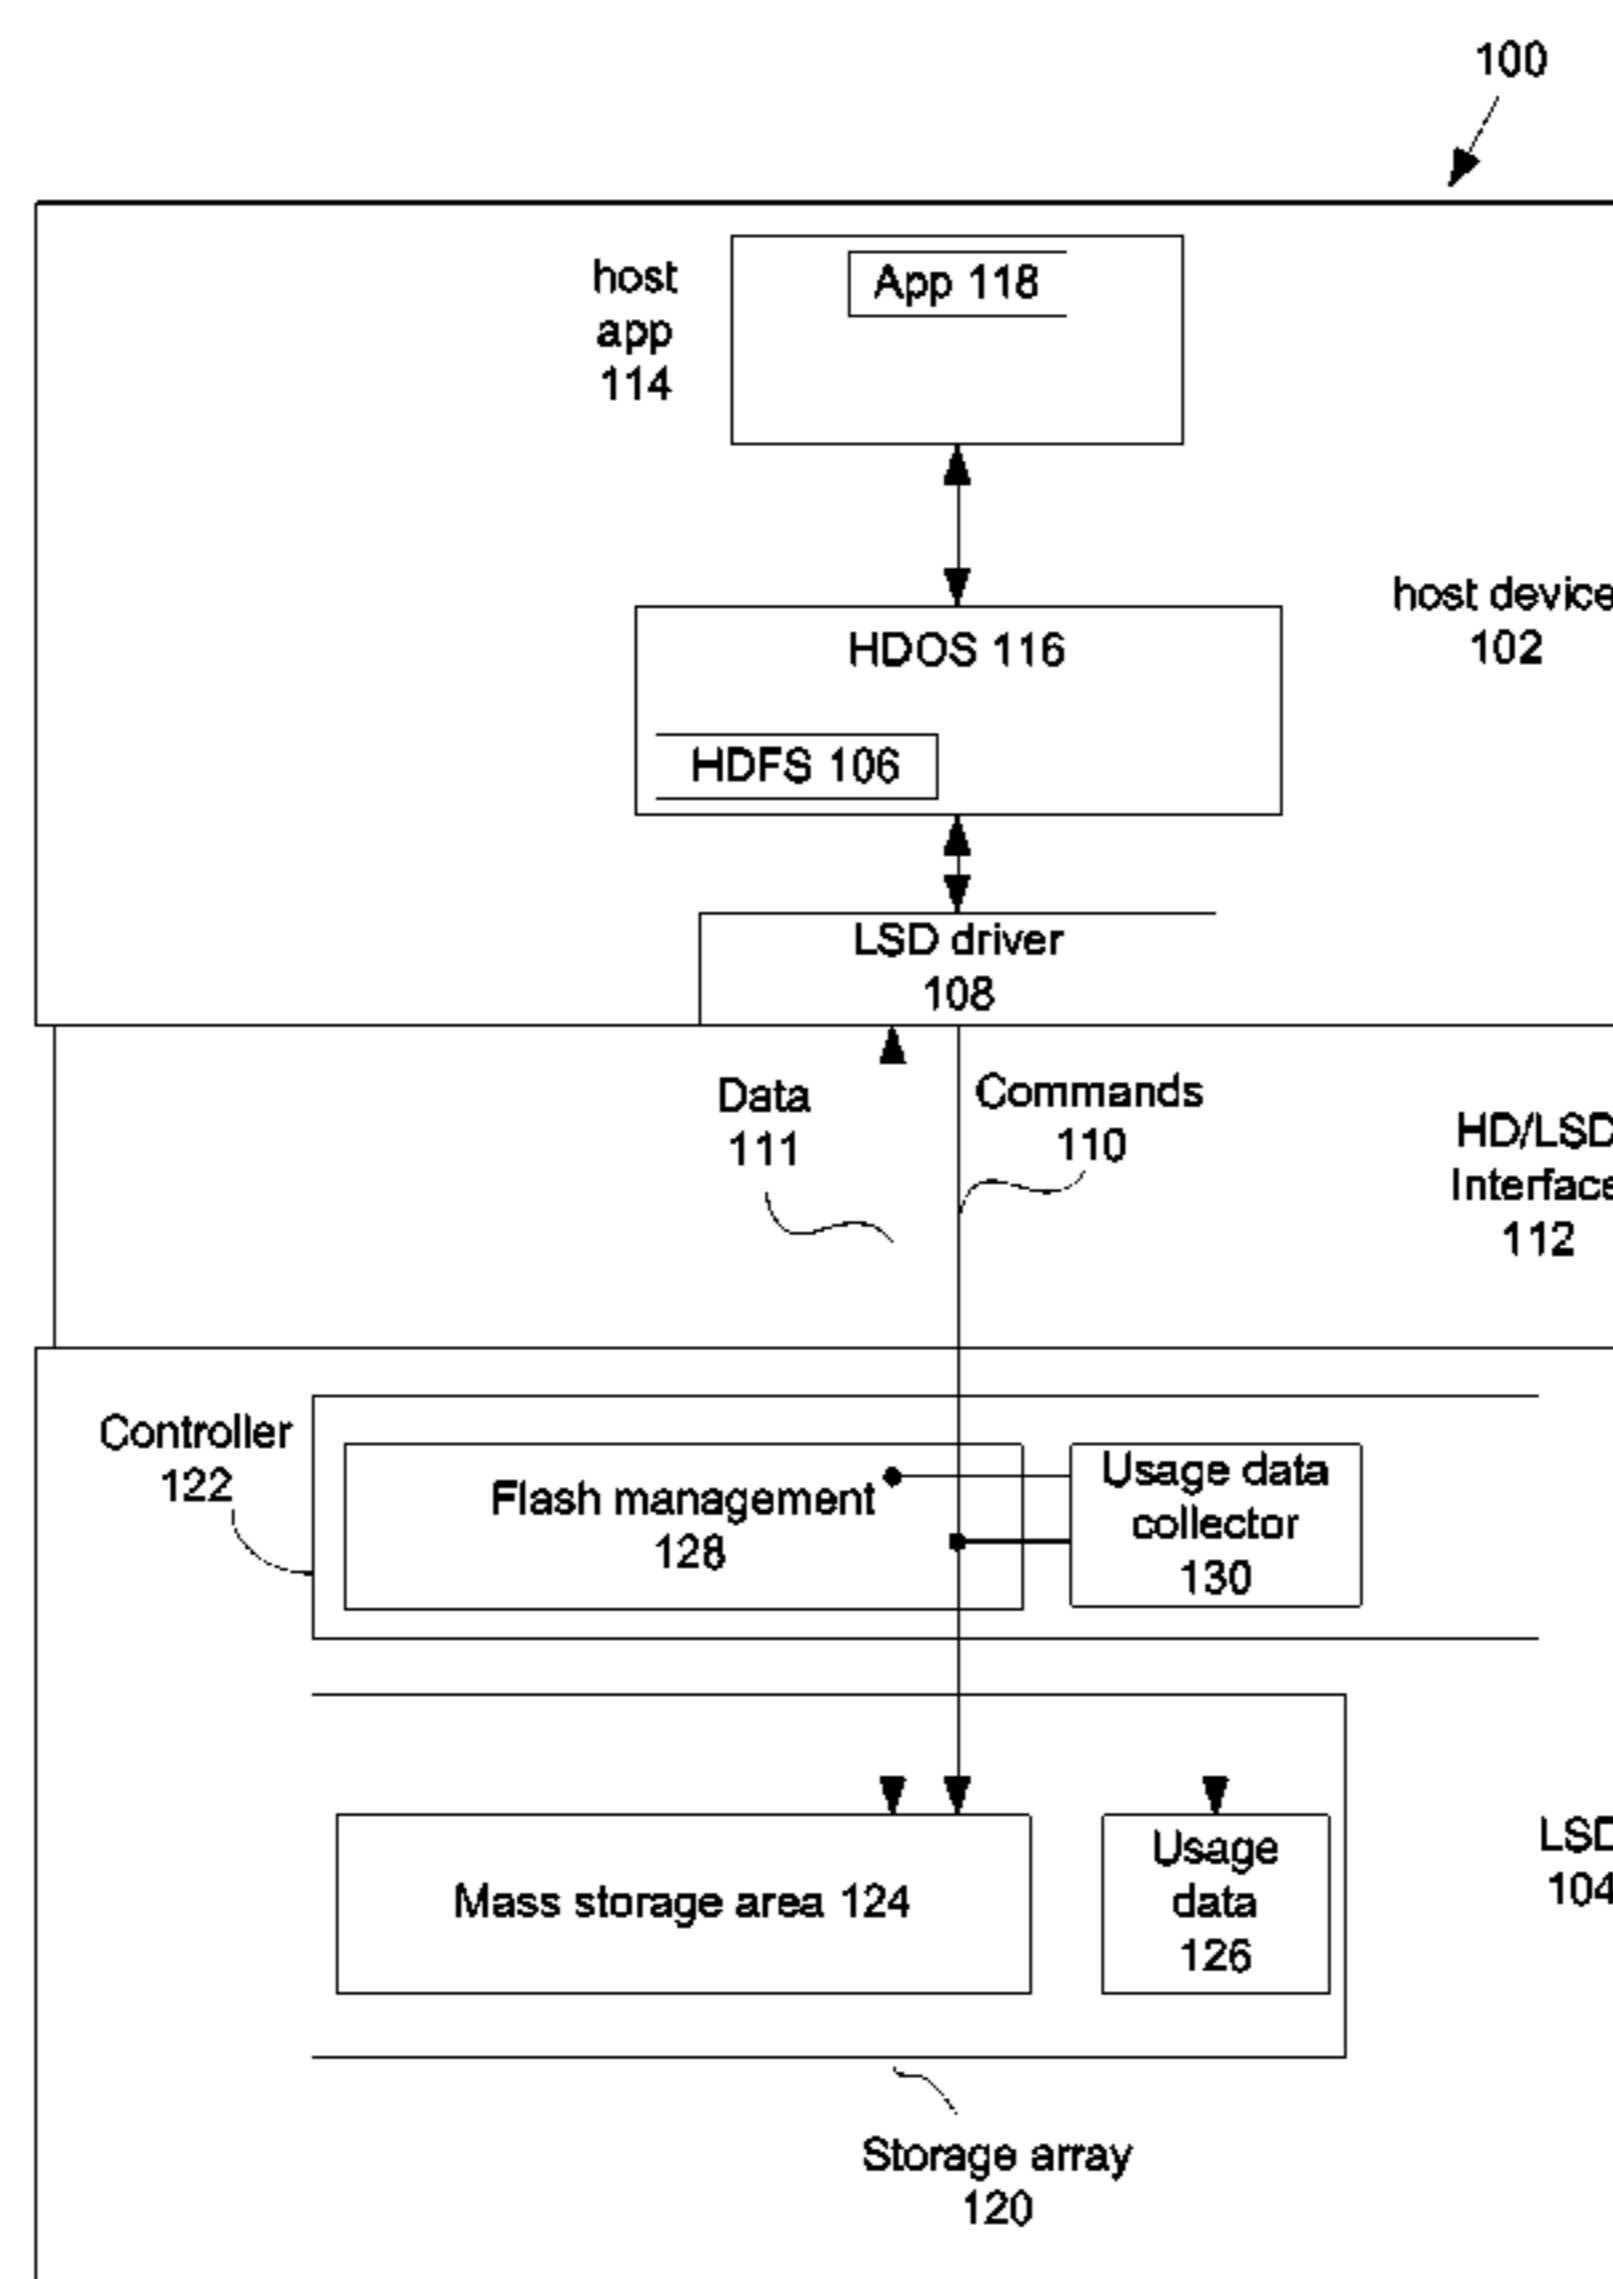 100
host
app
114
App 118
HDOS 116
host device
102
HDFS 106
LSD driver
108
Data
111
Commands
110
HD/LSD
Interface
112
Controller
122
Flash management
128
Usage data
collector
130
Mass storage area 124
Usage
data
126
LSD
104
Storage array
120